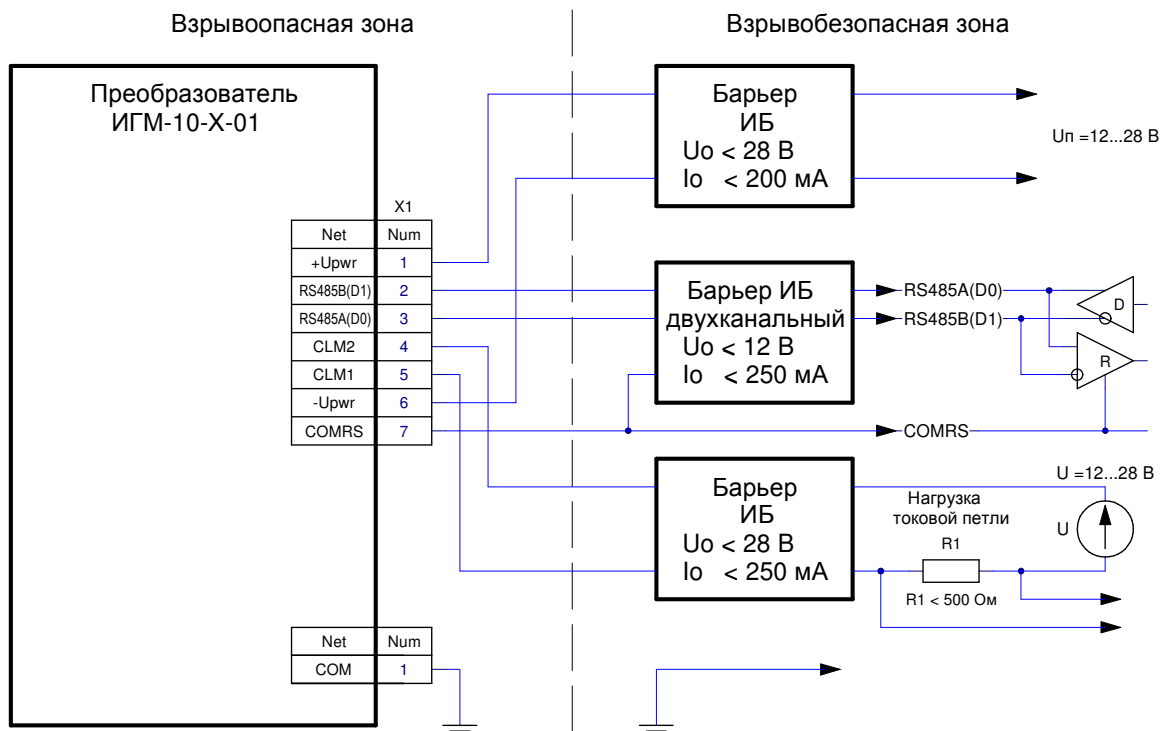 Взрывоопасная зона
Взрывобезопасная зона
Преобразователь
ИГМ-10-Х-01
X1
Net Num
+Upwr 1
RS485B(D1) 2
RS485A(D0) 3
CLM2 4
CLM1 5
-Upwr 6
COMRS 7
Net Num
COM 1
Барьер
ИБ
Uo < 28 В
Io < 200 мА
Uп =12...28 В
Барьер ИБ
двухканальный
Uo < 12 В
Io < 250 мА
RS485A(D0)
RS485B(D1)
D
R
COMRS
Барьер
ИБ
Uo < 28 В
Io < 250 мА
U =12...28 В
Нагрузка
токовой петли
U
R1
R1 < 500 Ом